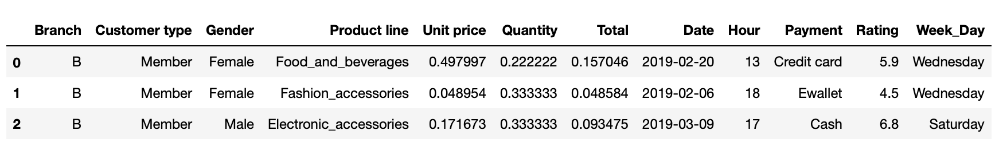 Branch Customer type Gender Product line Unit price Quantity Total Date Hour Payment Rating Week_Day
0 B Member Female Food_and_beverages 0.497997 0.222222 0.157046 2019-02-20 13 Credit card 5.9 Wednesday
1 B Member Female Fashion_accessories 0.048954 0.333333 0.048584 2019-02-06 18 Ewallet 4.5 Wednesday
2 B Member Male Electronic_accessories 0.171673 0.333333 0.093475 2019-03-09 17 Cash 6.8 Saturday